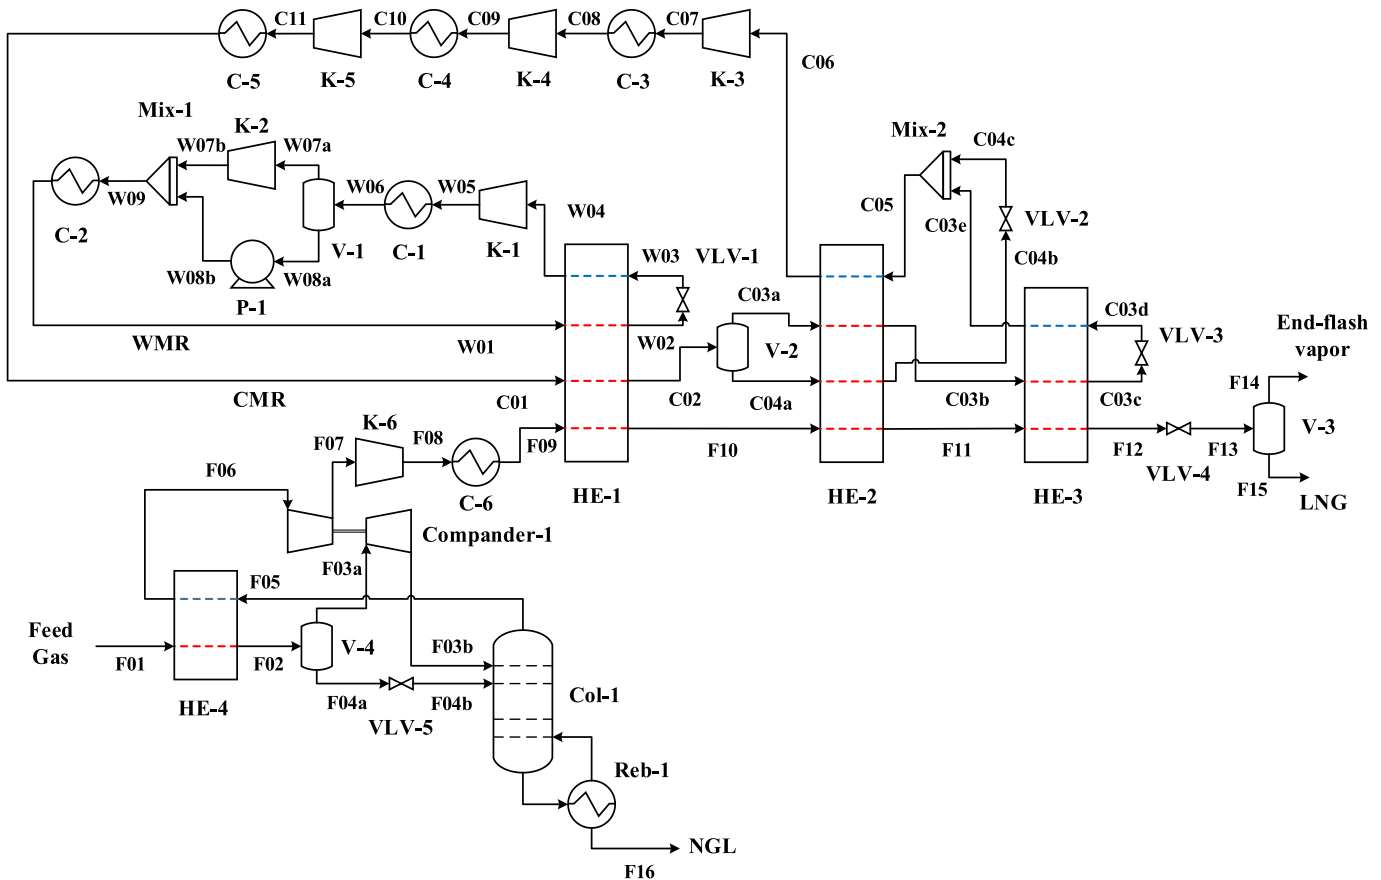 C11 C10 C09 C08 C07
C06
C-5 K-5 C-4 K-4 C-3 K-3
Mix-1
K-2
W07b W07a
Mix-2
C04c
W09
W06 W05
W04
C05
C03e
VLV-2
C-2
V-1 C-1 K-1
W08b W08a
W03
VLV-1
C04b
P-1
C03a
C03d
WMR
W01
W02
V-2
VLV-3
End-flash
vapor
CMR
C01
C02
C04a
C03b
C03c
F14
K-6
F07 F08
F09
F10
F11
F12 F13
V-3
F06
C-6
HE-1
HE-2
HE-3
VLV-4
F15
LNG
Compander-1
F03a
F05
Feed
Gas
F01
F02
V-4
F03b
HE-4
F04a F04b
Col-1
VLV-5
Reb-1
NGL
F16